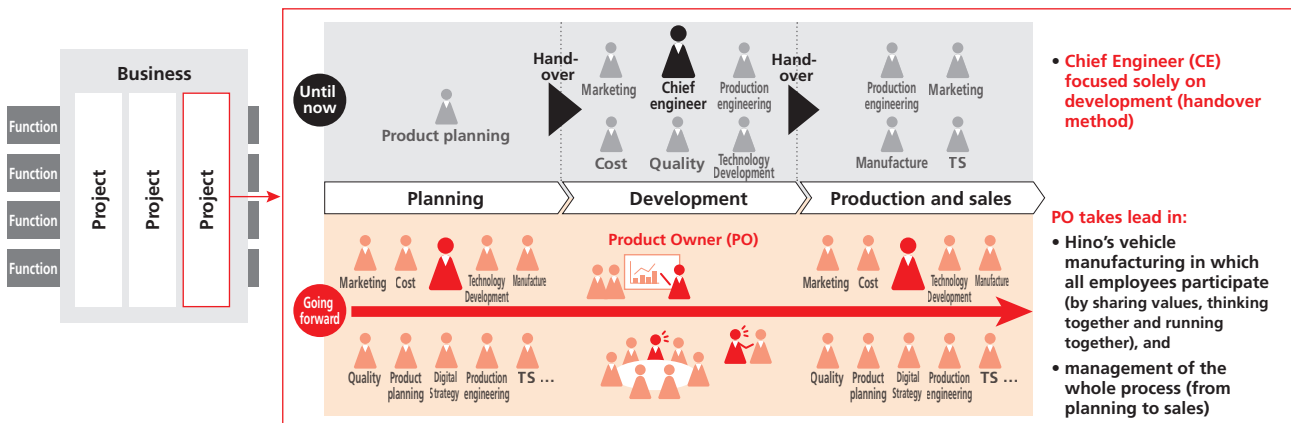 Business
Function
Function
Function
Function
Project
Project
Project
Until
now
Product planning
Hand-
over
Marketing
Chief
engineer
Production
engineering
Cost
Quality
Technology
Development
Hand-
over
Production
engineering
Marketing
Manufacture
TS
• Chief Engineer (CE)
focused solely on
development (handover
method)
Planning
Development
Production and sales
Going
forward
Marketing
Cost
Technology
Development
Manufacture
Quality
Product
planning
Digital
Strategy
Production
engineering
TS ...
Product Owner (PO)
Marketing
Cost
Technology
Development
Manufacture
Quality
Product
planning
Digital
Strategy
Production
engineering
TS ...
PO takes lead in:
• Hino’s vehicle
manufacturing in which
all employees participate
(by sharing values, thinking
together and running
together), and
• management of the
whole process (from
planning to sales)